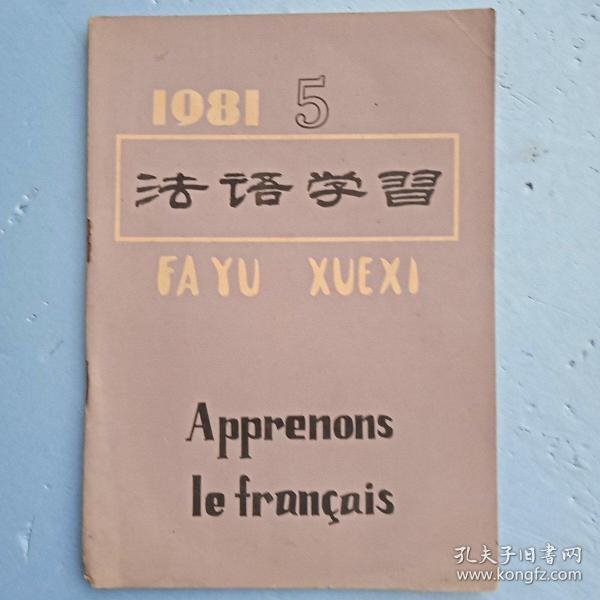 1981 5
法语学習
FA YU XUEXI
Apprenons
le français
孔夫子旧書网
www.kongfz.com